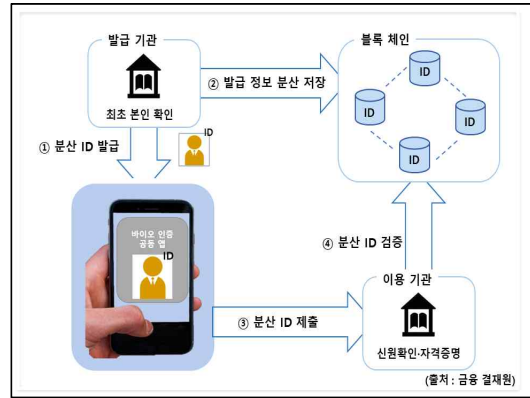 발급 기관
최초 본인 확인
② 발급 정보 분산 저장
블록 체인
ID
ID
ID
ID
① 분산 ID 발급
ID
바이오 인증
공동 앱
ID
③ 분산 ID 제출
④ 분산 ID 검증
이용 기관
신원확인·자격증명
(출처 : 금융 결재원)